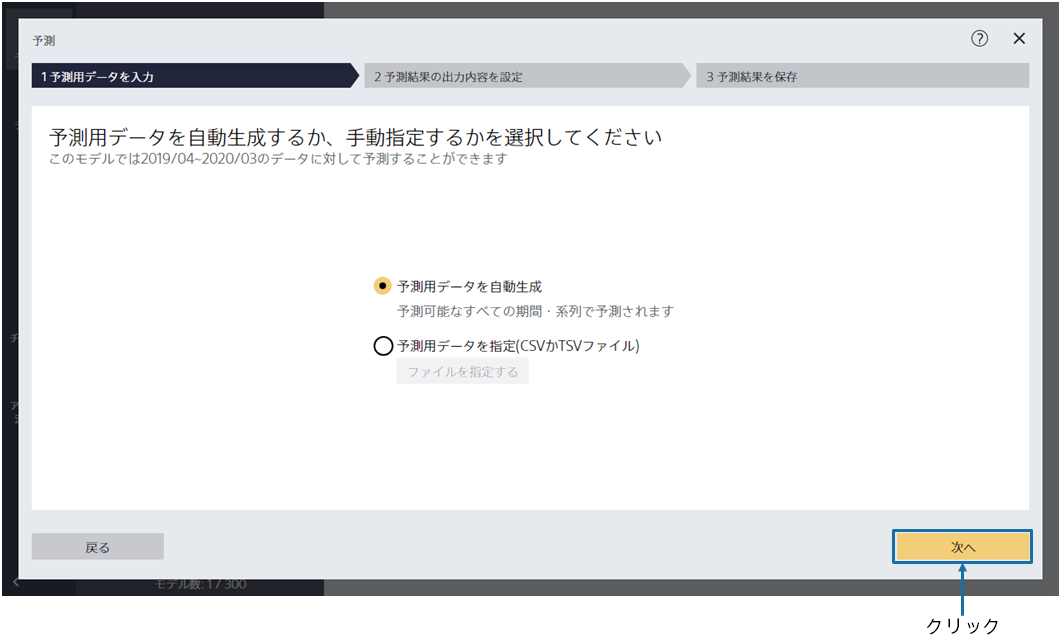 予測
?
1 予測用データを入力
2 予測結果の出力内容を設定
3 予測結果を保存
予測用データを自動生成するか、手動指定するかを選択してください
このモデルでは2019/04~2020/03のデータに対して予測することができます
予測用データを自動生成
予測可能なすべての期間・系列で予測されます
予測用データを指定(CSVかTSVファイル)
ファイルを指定する
戻る
次へ
モデル数: 1 / 300
クリック